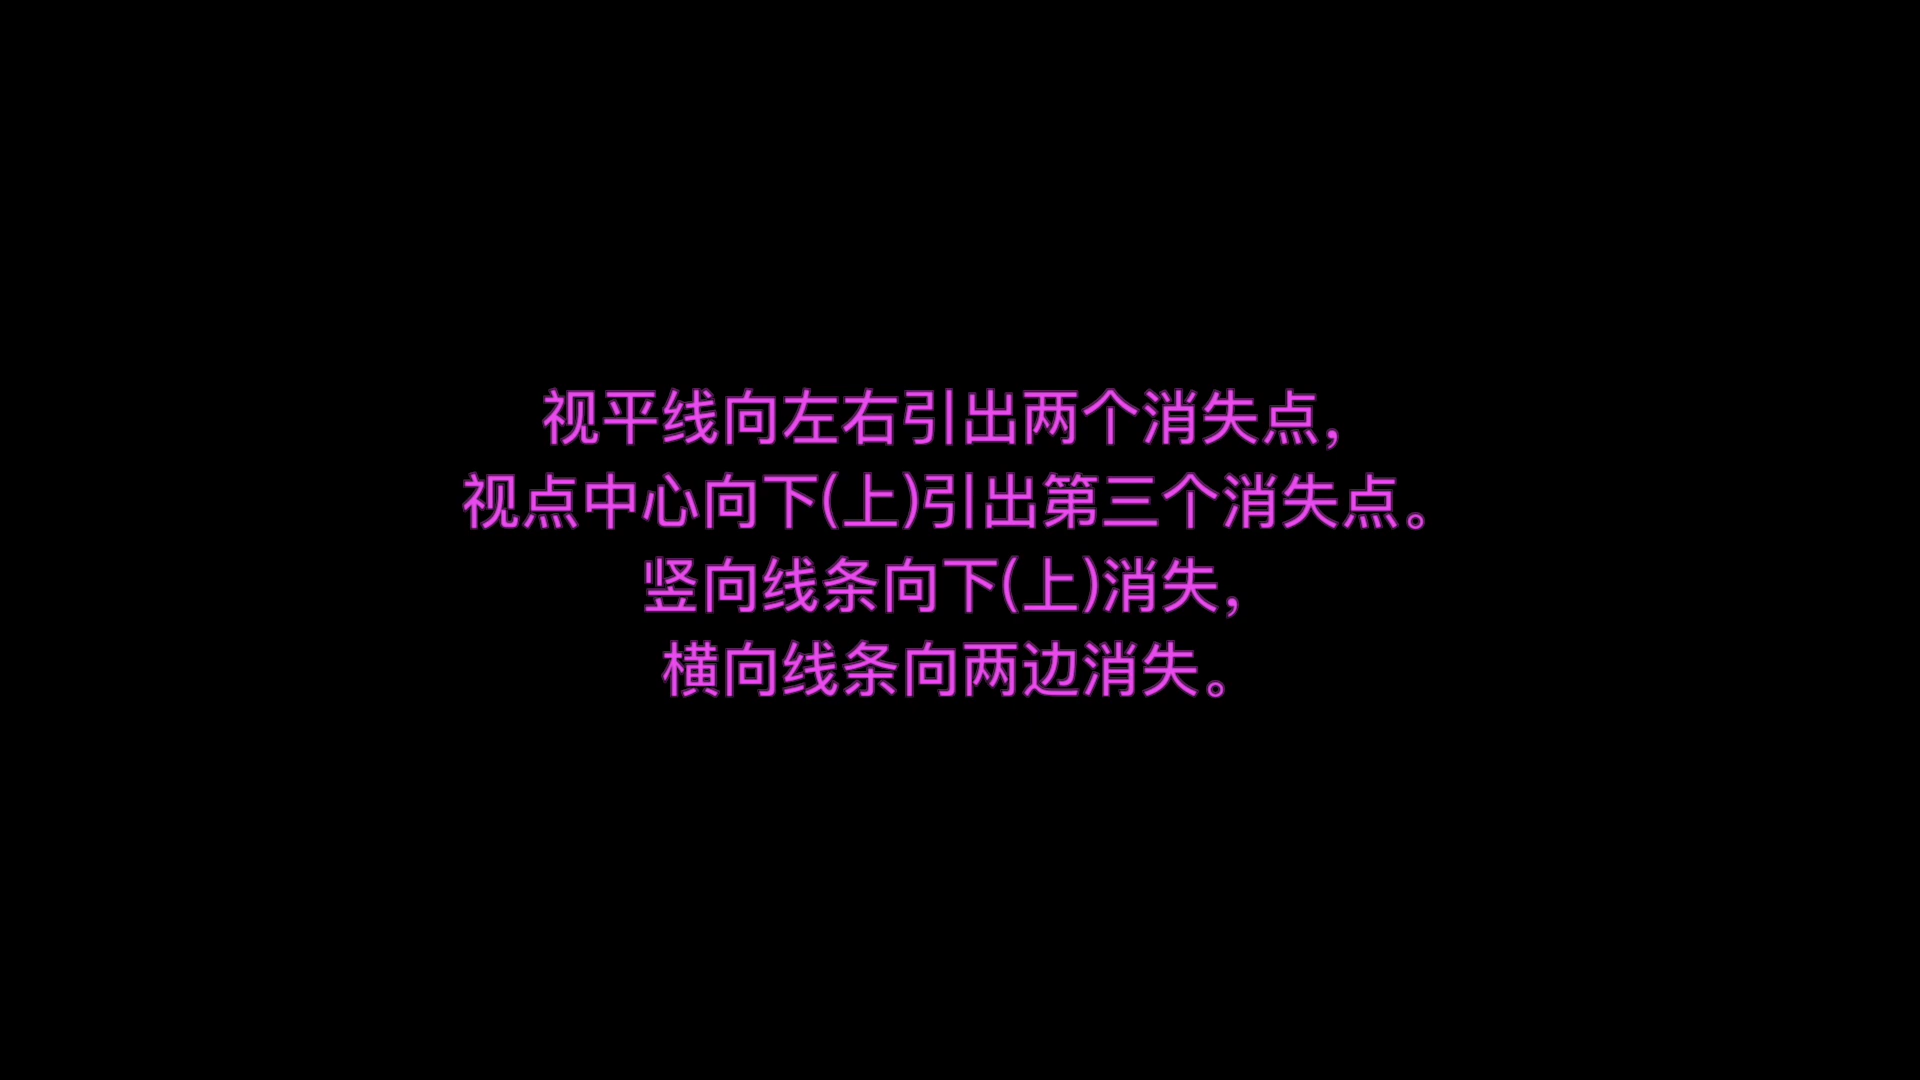 视平线向左右引出两个消失点，
视点中心向下(上)引出第三个消失点。
竖向线条向下(上)消失，
横向线条向两边消失。